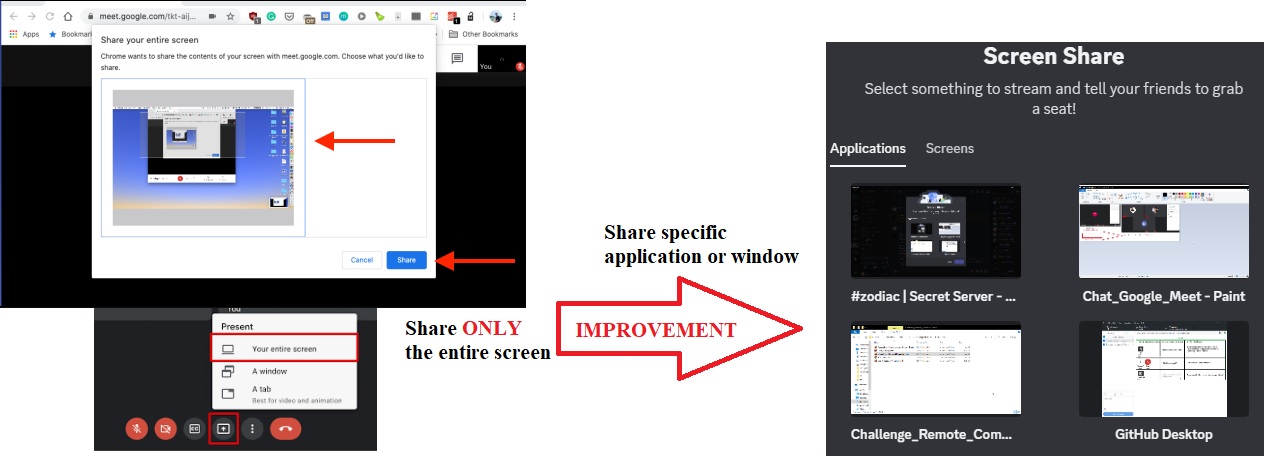 meet.google.com/tkt-aij...
Apps
Bookmar
Other Bookmarks
Share your entire screen
Chrome wants to share the contents of your screen with meet.google.com. Choose what you'd like to
share.
You
Cancel
Share
You
Present
Your entire screen
A window
A tab
Best for video and animation
Share ONLY
the entire screen
IMPROVEMENT
Share specific
application or window
Screen Share
Select something to stream and tell your friends to grab
a seat!
Applications
Screens
#zodiac | Secret Server - ...
Chat_Google_Meet - Paint
Challenge_Remote_Com...
GitHub Desktop